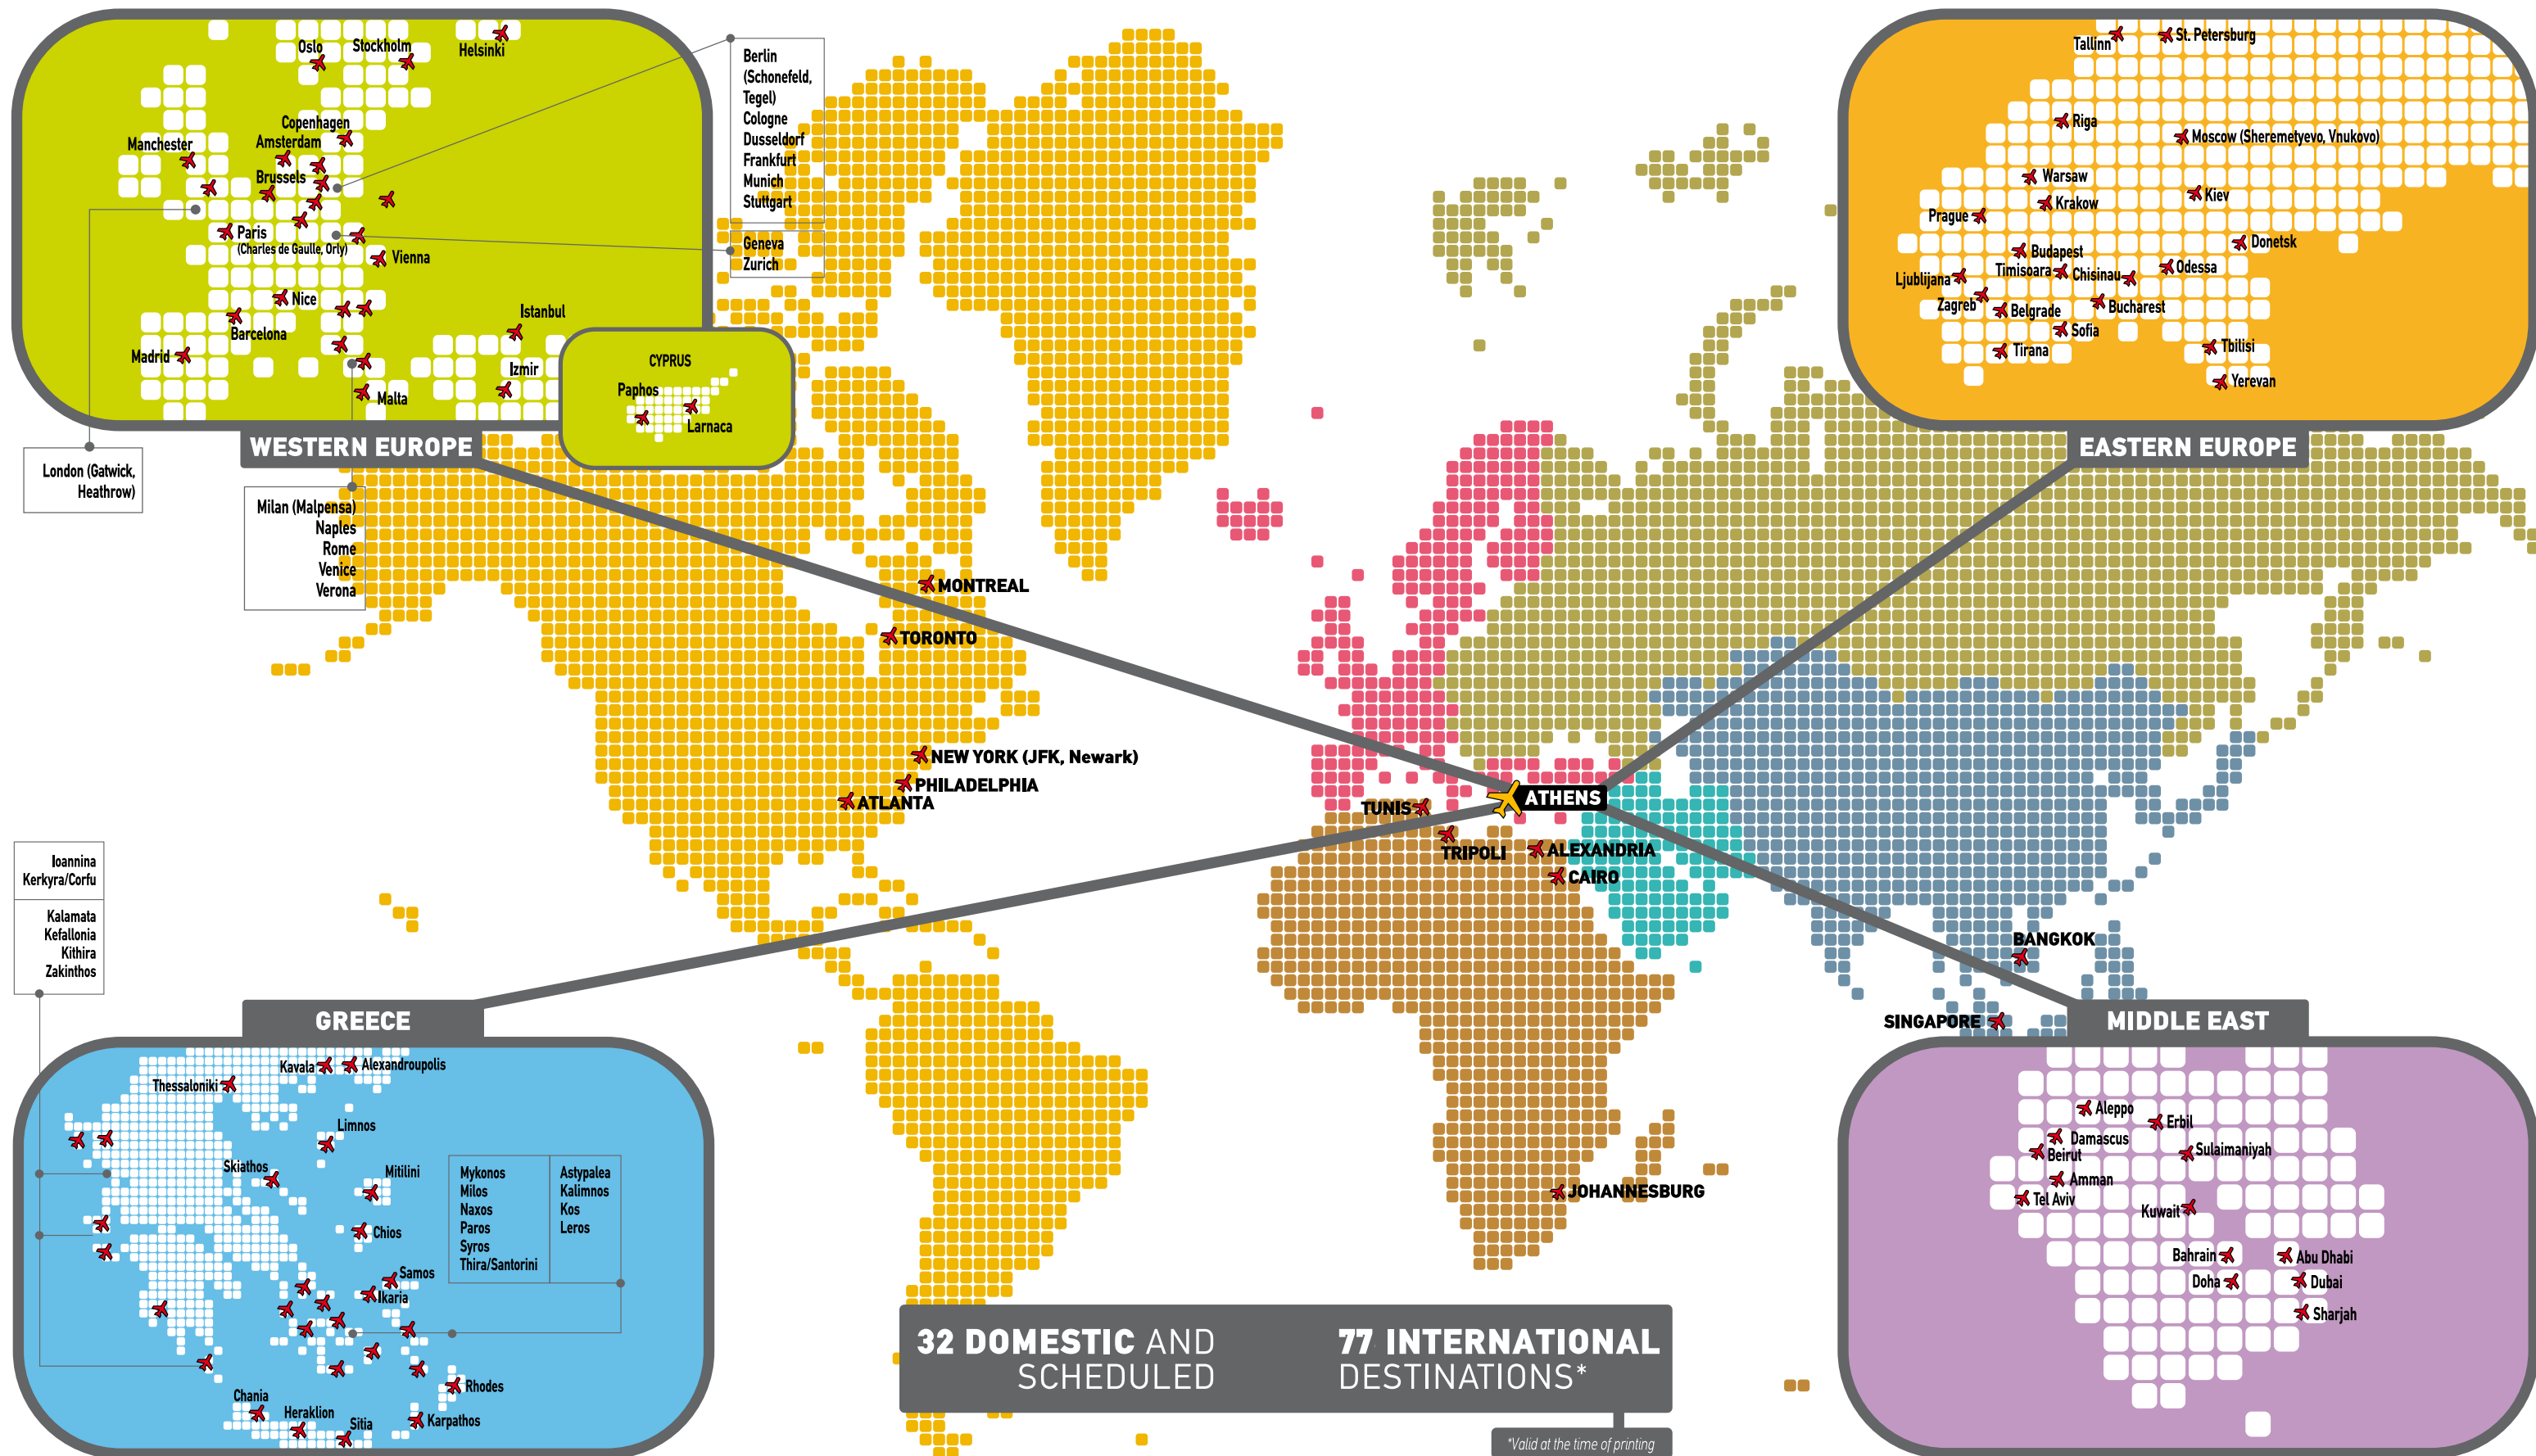 Oslo
Stockholm
Helsinki
Copenhagen
Manchester
Amsterdam
Brussels
Paris
(Charles de Gaulle, Orly)
Vienna
Nice
Barcelona
Madrid
Istanbul
Izmir
Malta
CYPRUS
Paphos
Larnaca
WESTERN EUROPE
Berlin
(Schonefeld,
Tegel)
Cologne
Dusseldorf
Frankfurt
Munich
Stuttgart
Geneva
Zurich
London (Gatwick,
Heathrow)
Milan (Malpensa)
Naples
Rome
Venice
Verona
Tallinn
St. Petersburg
Riga
Moscow (Sheremetyevo, Vnukovo)
Warsaw
Kiev
Krakow
Prague
Donetsk
Budapest
Timisoara
Chisinau
Odessa
Ljublijana
Zagreb
Belgrade
Bucharest
Sofia
Tirana
Tbilisi
Yerevan
EASTERN EUROPE
MONTREAL
TORONTO
NEW YORK (JFK, Newark)
PHILADELPHIA
ATLANTA
ATHENS
TUNIS
TRIPOLI
ALEXANDRIA
CAIRO
BANGKOK
SINGAPORE
JOHANNESBURG
Ioannina
Kerkyra/Corfu
Kalamata
Kefallonia
Kithira
Zakinthos
GREECE
Kavala
Alexandroupolis
Thessaloniki
Limnos
Skiathos
Mitilini
Chios
Samos
Ikaria
Rhodes
Chania
Heraklion
Sitia
Karpathos
Mykonos
Milos
Naxos
Paros
Syros
Thira/Santorini
Astypalea
Kalimnos
Kos
Leros
MIDDLE EAST
Aleppo
Erbil
Damascus
Beirut
Sulaimaniyah
Amman
Tel Aviv
Kuwait
Bahrain
Abu Dhabi
Doha
Dubai
Sharjah
32 DOMESTIC AND
SCHEDULED
77 INTERNATIONAL
DESTINATIONS*
*Valid at the time of printing